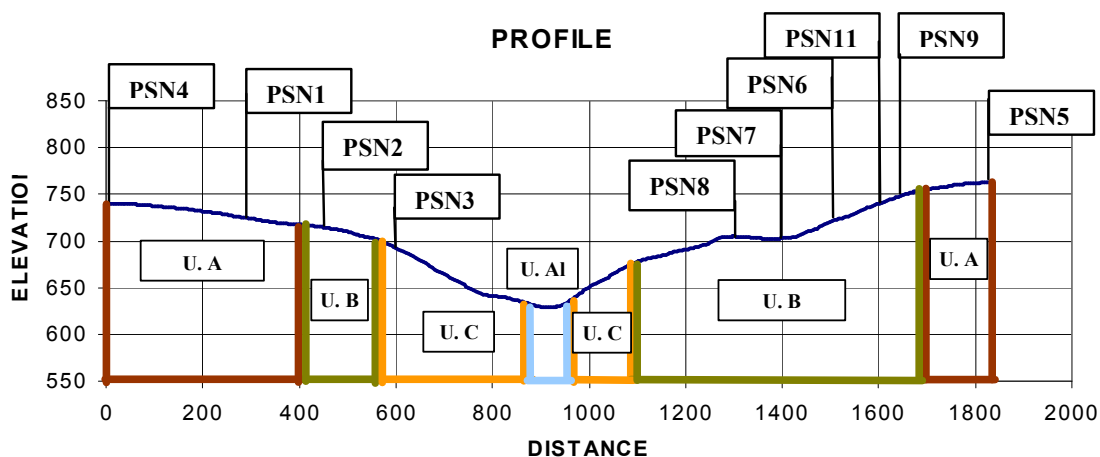 PROFILE
PSN4
PSN1
PSN2
PSN3
PSN8
PSN7
PSN6
PSN11
PSN9
PSN5
850
800
750
700
650
600
550
ELEVATIOI
U. A
U. B
U. C
U. Al
U. C
U. B
U. A
0 200 400 600 800 1000 1200 1400 1600 1800 2000
DISTANCE